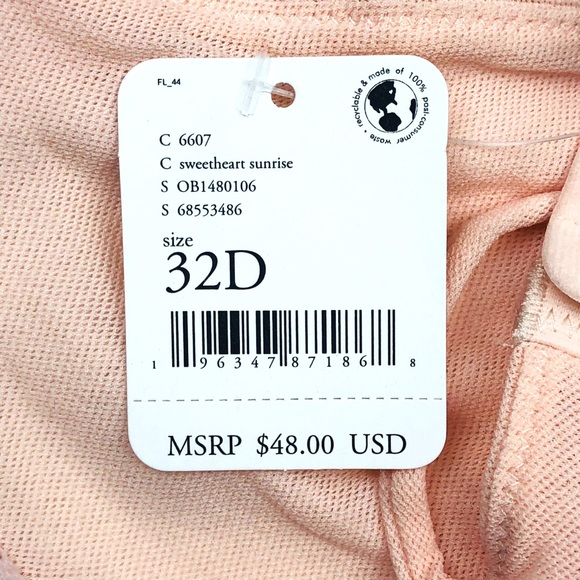 FL_44
recyclable & made of 100% post-consumer waste •
C 6607
C sweetheart sunrise
S OB1480106
S 68553486
size
32D
1 96347 87186 8
MSRP $48.00 USD